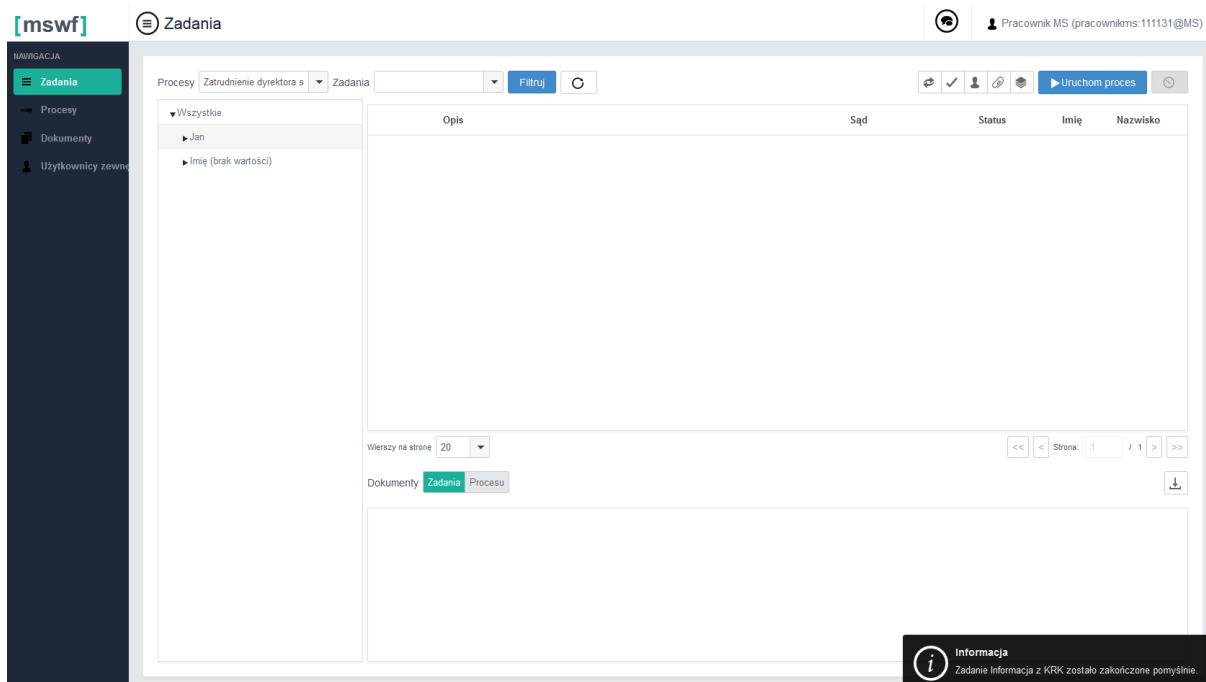 [mswf]
Zadania
Pracownik MS (pracownikms:111131@MS)
NAWIGACJA
Zadania
Procesy
Dokumenty
Użytkownicy zewnę
Procesy Zatrudnienie dyrektora s Zadania Filtruj Uruchom proces
Wszystkie
Jan
Imię (brak wartości)
Opis Sąd Status Imię Nazwisko
Wierszy na stronę 20 << < Strona: 1 / 1 > >>
Dokumenty Zadania Procesu
Informacja
Zadanie Informacja z KRK zostało zakończone pomyślnie.